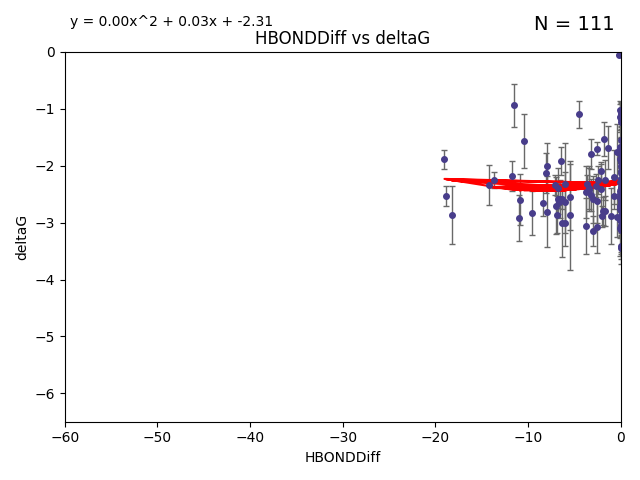 y = 0.00x^2 + 0.03x + -2.31
N = 111
HBONDDiff vs deltaG
deltaG
0
−1
−2
−3
−4
−5
−6
−60
−50
−40
−30
−20
−10
0
HBONDDiff